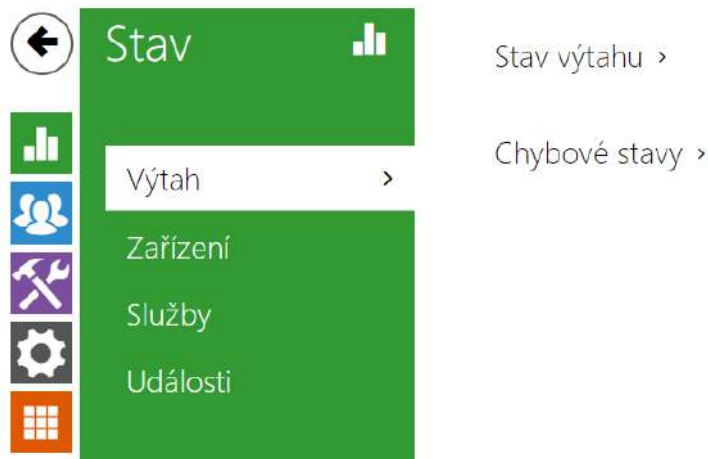 Stav
Výtah
Zařízení
Služby
Události
Stav výtahu
Chybové stavy